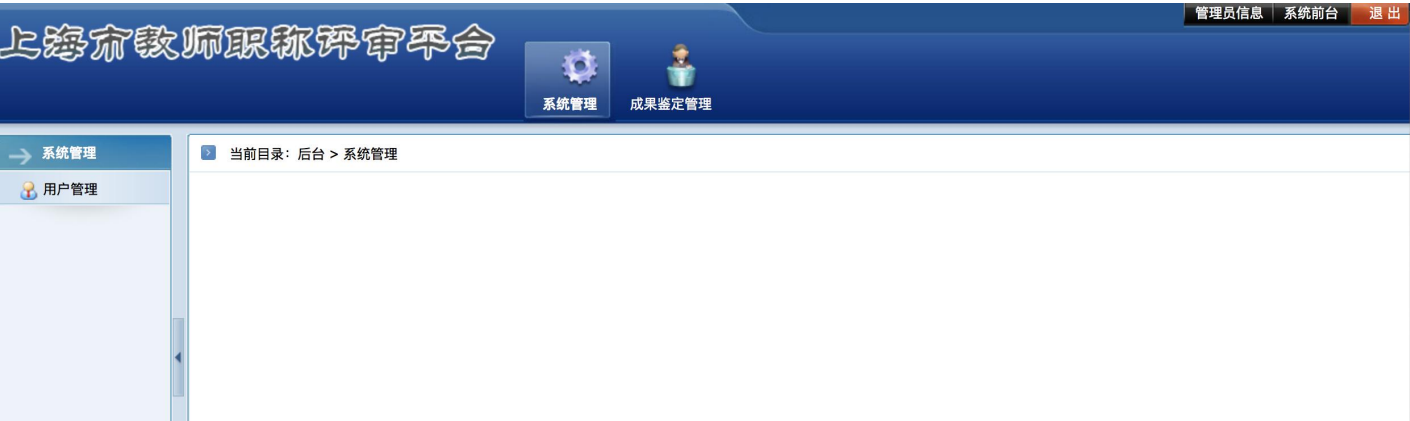 管理员信息 系统前台 退 出
上海市教师职称评审平台
系统管理 成果鉴定管理
系统管理
当前目录：后台 > 系统管理
用户管理